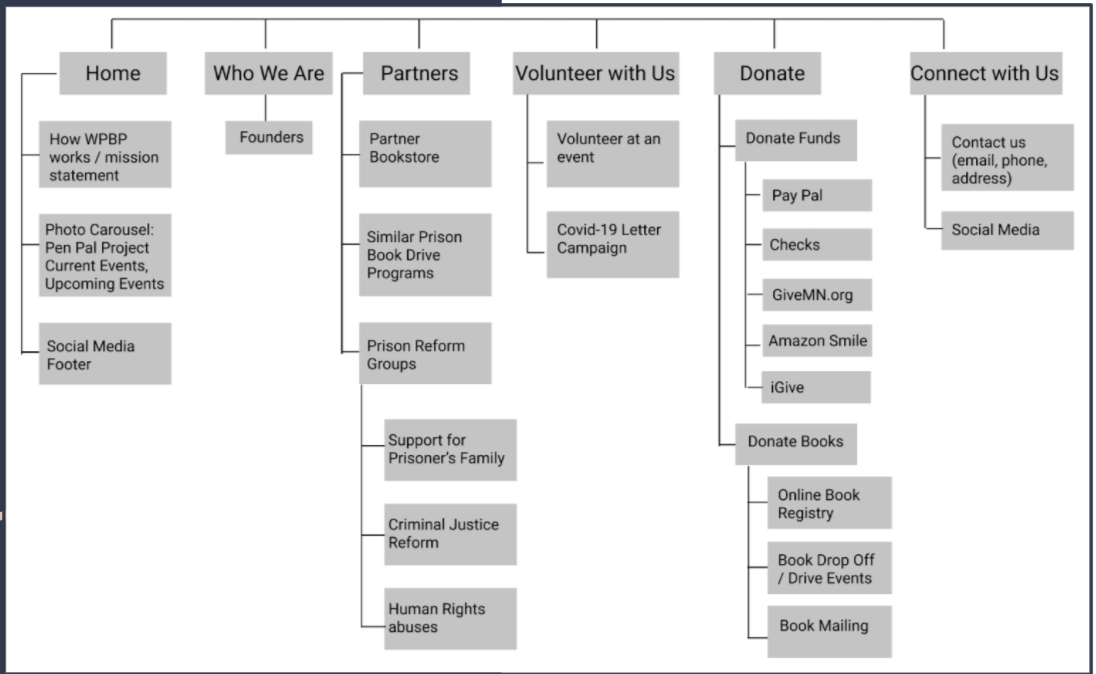 Home
Who We Are
Partners
Volunteer with Us
Donate
Connect with Us
How WPBP
works / mission
statement
Photo Carousel:
Pen Pal Project
Current Events,
Upcoming Events
Social Media
Footer
Founders
Partner
Bookstore
Similar Prison
Book Drive
Programs
Prison Reform
Groups
Support for
Prisoner's Family
Criminal Justice
Reform
Human Rights
abuses
Volunteer at an
event
Covid-19 Letter
Campaign
Donate Funds
Pay Pal
Checks
GiveMN.org
Amazon Smile
iGive
Donate Books
Online Book
Registry
Book Drop Off
/ Drive Events
Book Mailing
Contact us
(email, phone,
address)
Social Media